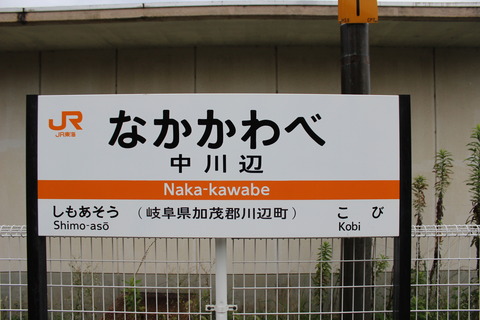 JR
JR東海
なかかわべ
中川辺
Naka-kawabe
しもあそう
Shimo-asō
(岐阜県加茂郡川辺町)
こび
Kobi